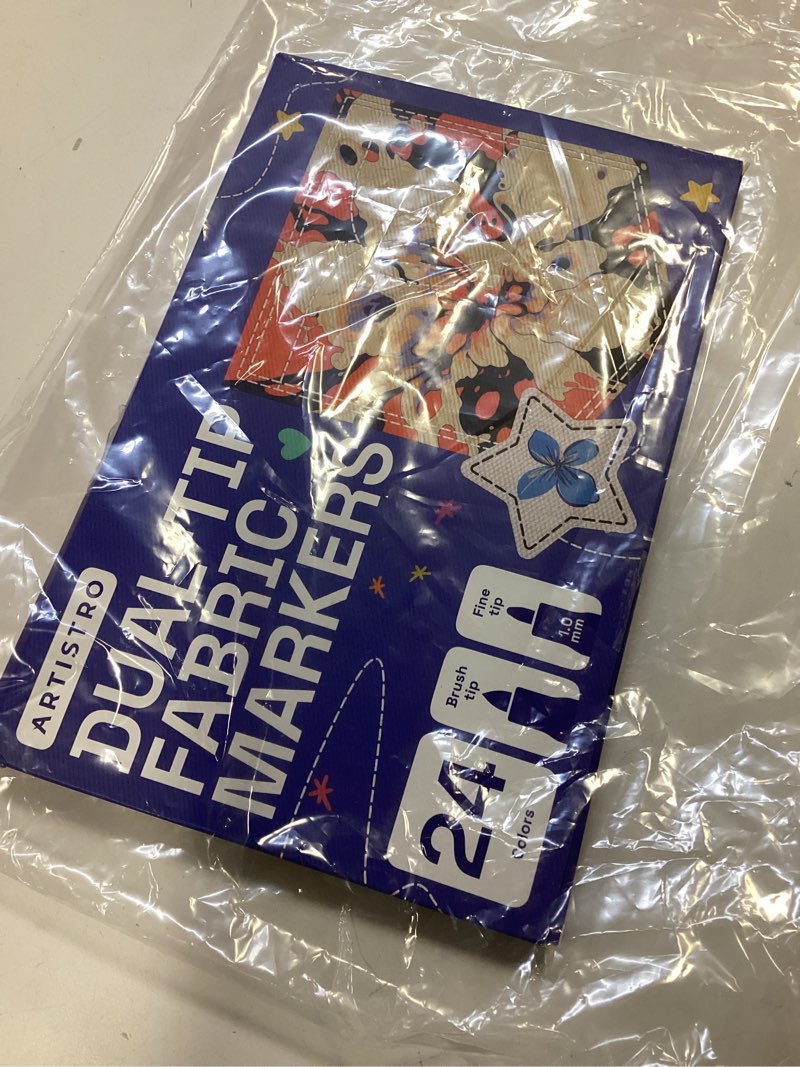 ARTISTRO
DUAL TIP
FABRIC
MARKERS
24
Colors
Brush
tip
Fine
tip
1.0
mm